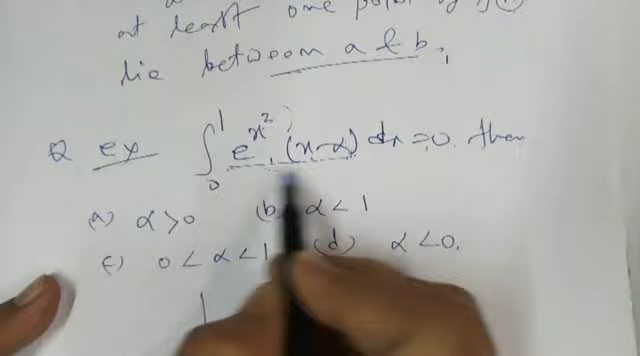 at least one point of
lie between a & b,
Q ex ∫₀¹ e^{x²} . (x-α) dx = 0. then
(a) α > 0 (b) α < 1
(c) 0 < α < 1 (d) α < 0.